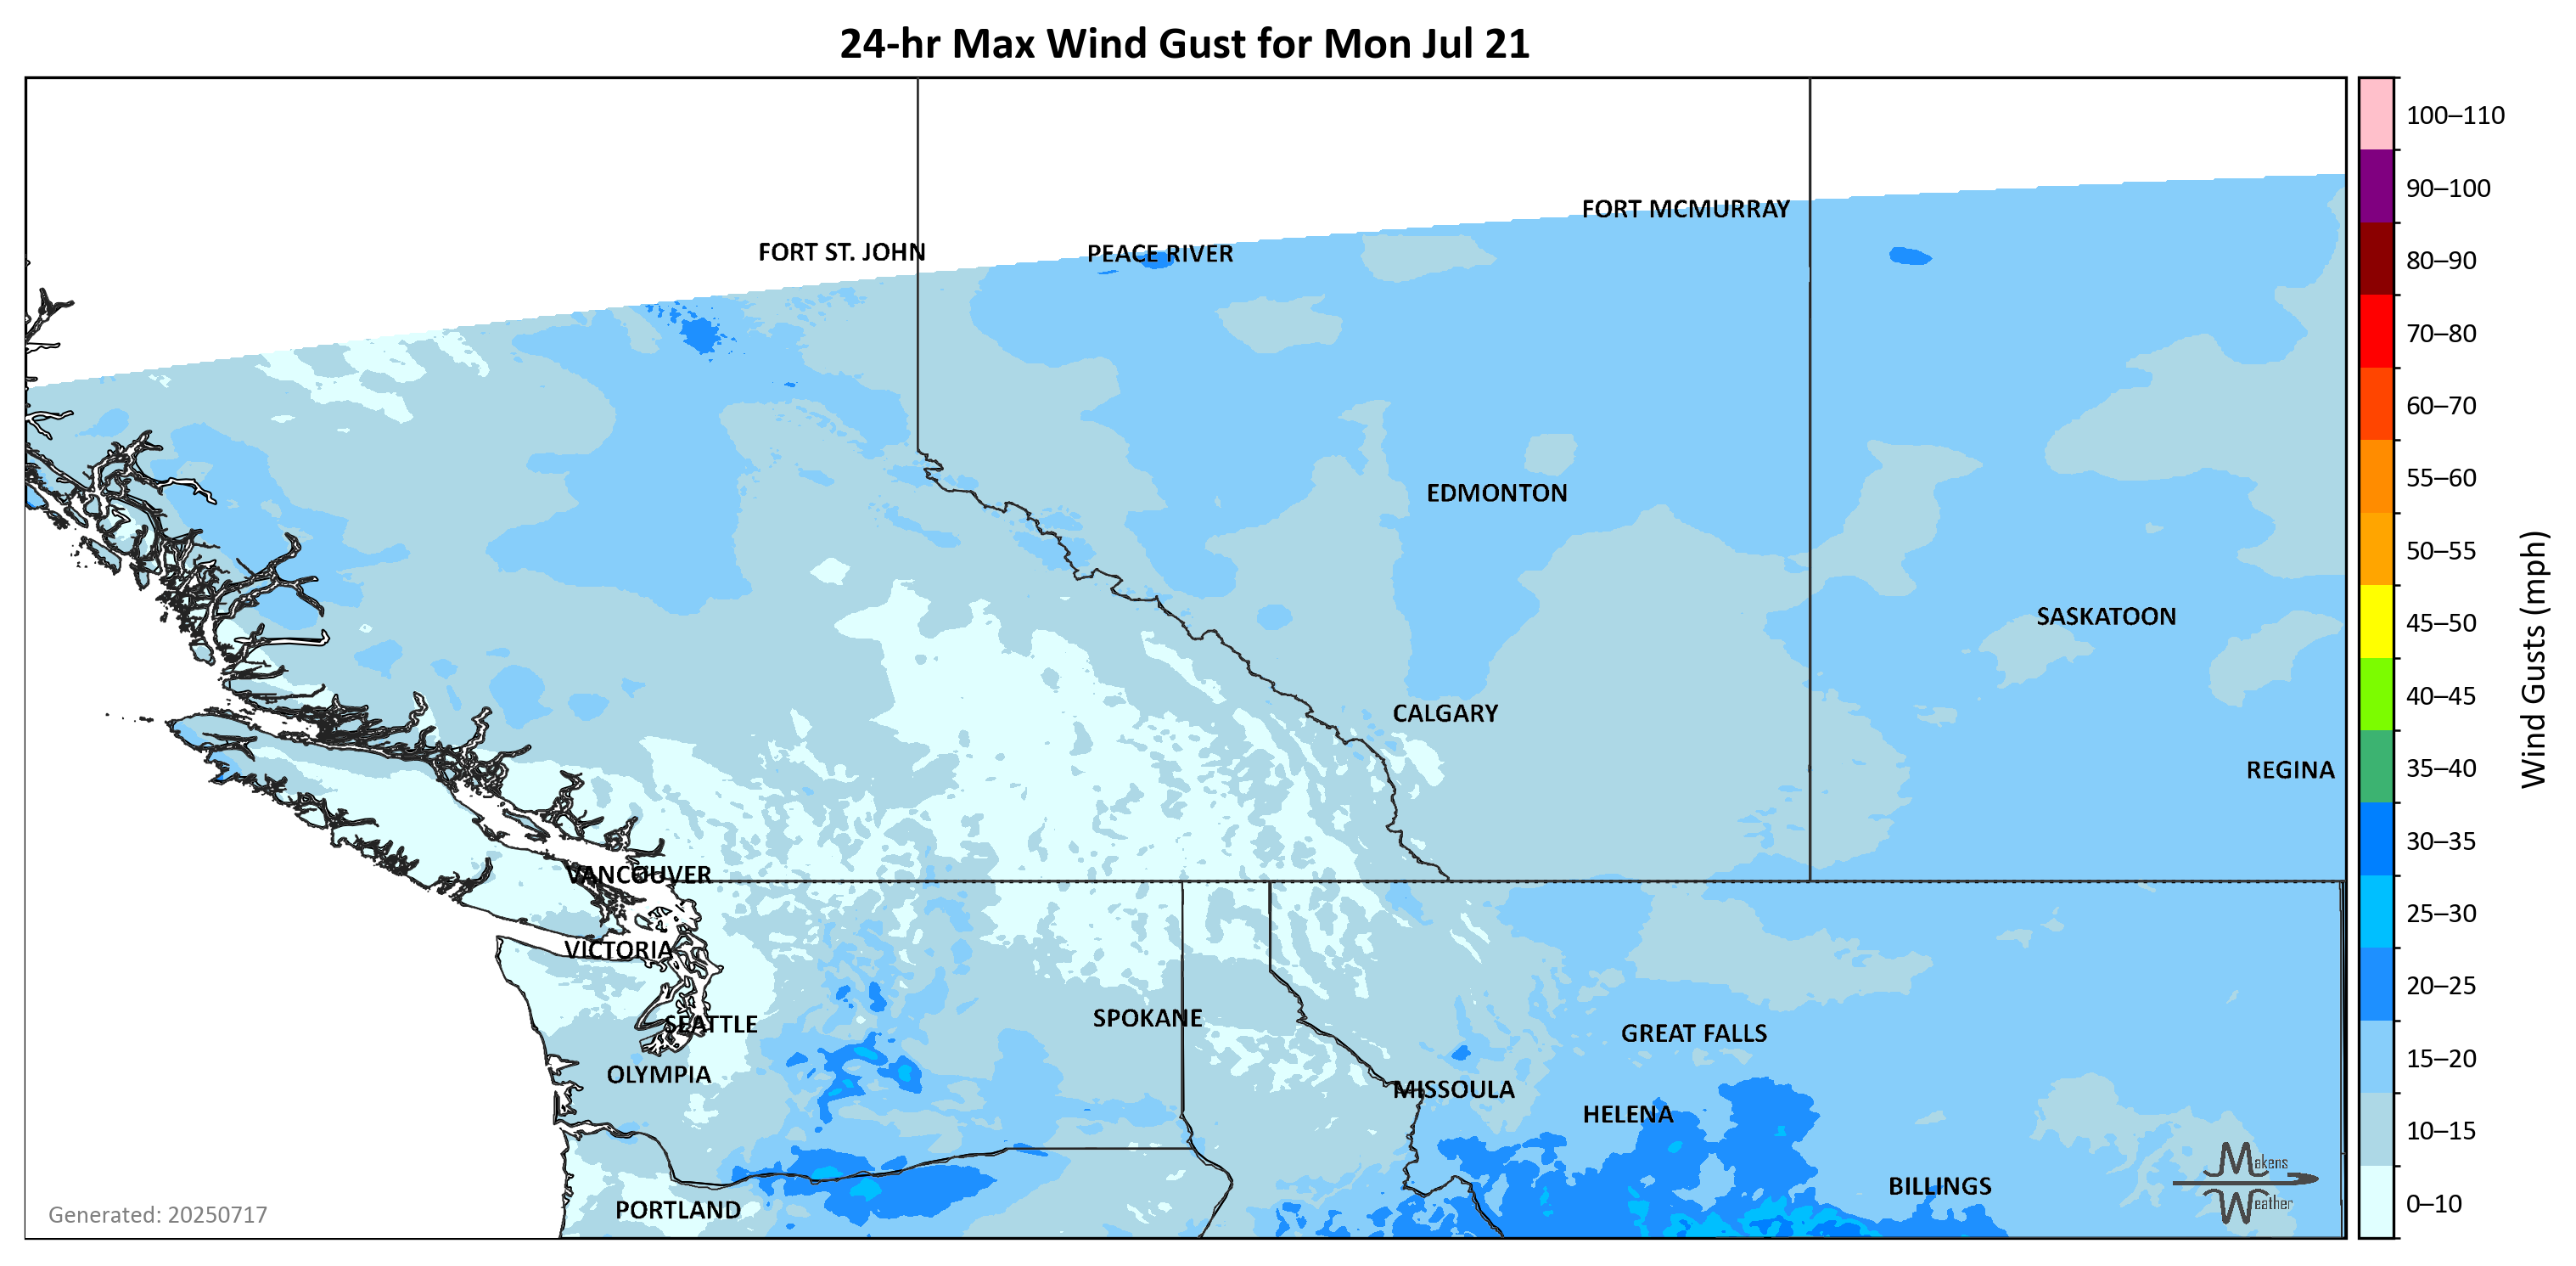 24-hr Max Wind Gust for Mon Jul 21
100–110
FORT MCMURRAY
90–100
FORT ST. JOHN
PEACE RIVER
80–90
70–80
60–70
EDMONTON
55–60
50–55
SASKATOON
45–50
Wind Gusts (mph)
40–45
CALGARY
REGINA
35–40
30–35
VANCOUVER
25–30
VICTORIA
20–25
SPOKANE
SEATTLE
GREAT FALLS
15–20
OLYMPIA
MISSOULA
HELENA
10–15
Makens
BILLINGS
Weather
PORTLAND
0–10
Generated: 20250717